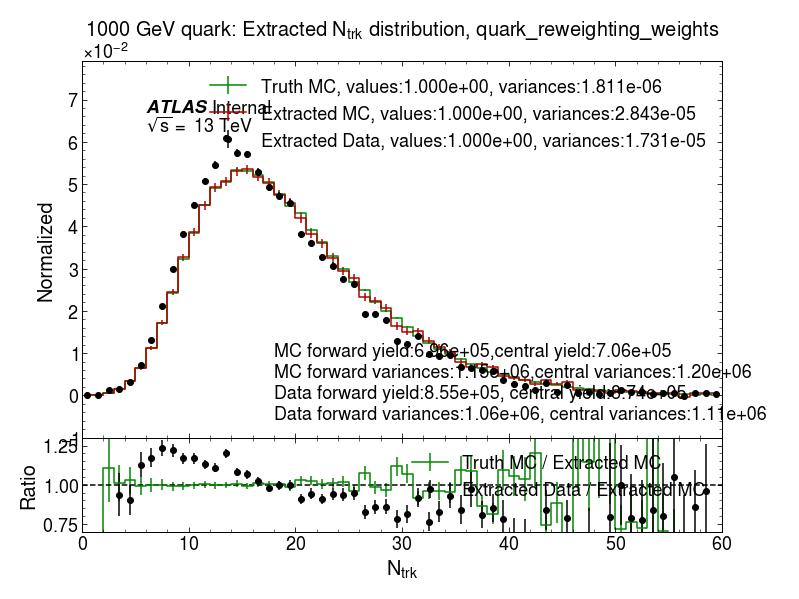 1000 GeV quark: Extracted N_trk distribution, quark_reweighting_weights
×10⁻²
Truth MC, values:1.000e+00, variances:1.811e-06
ATLAS Internal
Extracted MC, values:1.000e+00, variances:2.843e-05
√s = 13 TeV
Extracted Data, values:1.000e+00, variances:1.731e-05
7
6
5
4
3
2
1
0
−1
Normalized
MC forward yield:6.96e+05,central yield:7.06e+05
MC forward variances:1.16e+06,central variances:1.20e+06
Data forward yield:8.55e+05, central yield:8.74e+05
Data forward variances:1.06e+06, central variances:1.11e+06
1.25
1.00
0.75
Ratio
Truth MC / Extracted MC
Extracted Data / Extracted MC
0 10 20 30 40 50 60
N_trk